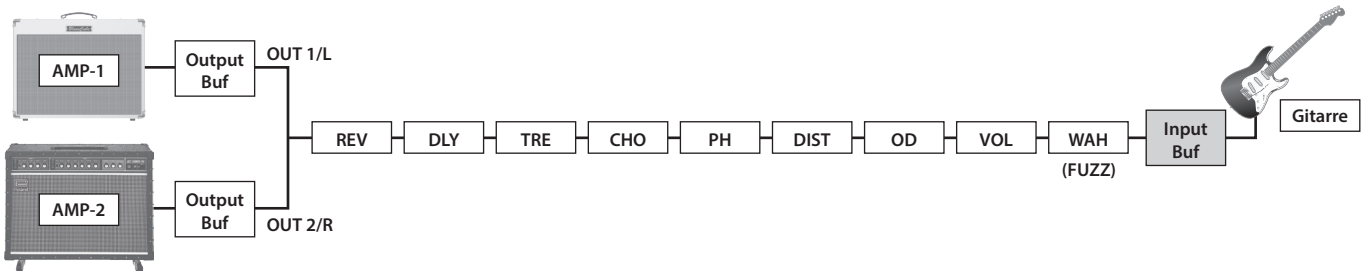 AMP-1
Output
Buf
OUT 1/L
REV
DLY
TRE
CHO
PH
DIST
OD
VOL
WAH
(FUZZ)
Input
Buf
Gitarre
AMP-2
Output
Buf
OUT 2/R